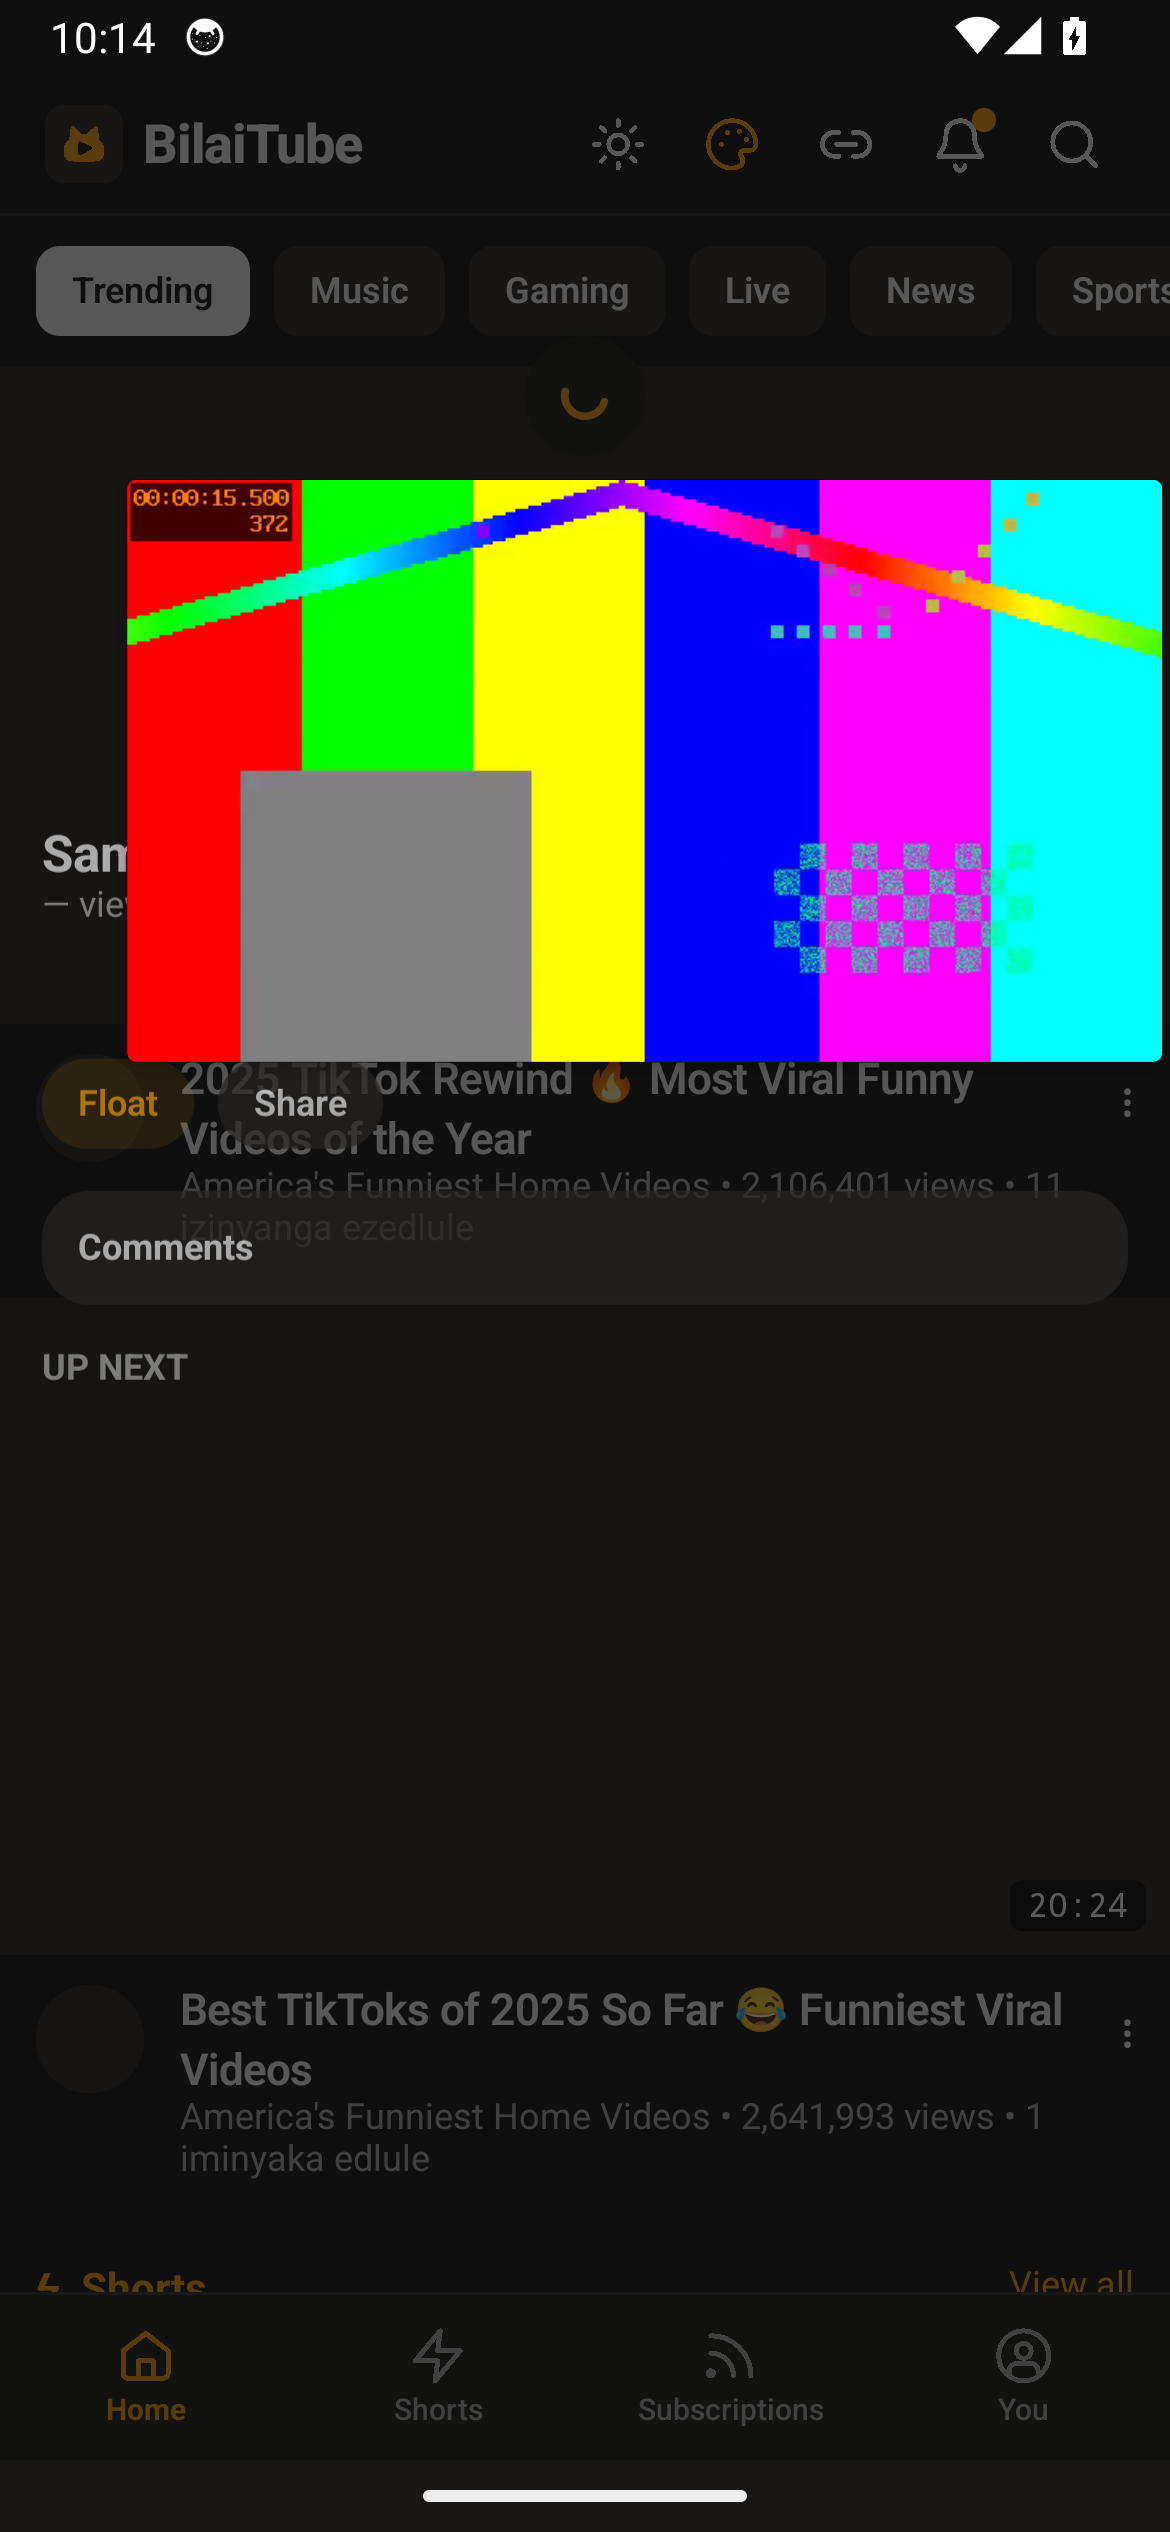 10:14
BilaiTube
Trending Music Gaming Live News Sports
00:00:15.500
372
Sam
— view
2025 TikTok Rewind 🔥 Most Viral Funny
Videos of the Year
America's Funniest Home Videos • 2,106,401 views • 11
izinyanga ezedlule
Float Share
Comments
UP NEXT
20:24
Best TikToks of 2025 So Far 😂 Funniest Viral
Videos
America's Funniest Home Videos • 2,641,993 views • 1
iminyaka edlule
Shorts View all
Home Shorts Subscriptions You